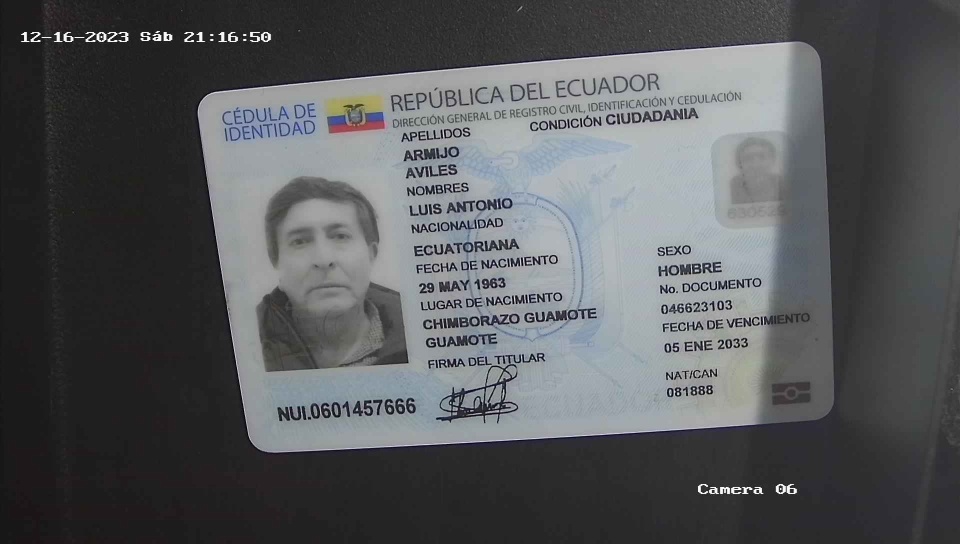 12-16-2023 Sáb 21:16:50
CÉDULA DE
IDENTIDAD
REPÚBLICA DEL ECUADOR
DIRECCIÓN GENERAL DE REGISTRO CIVIL, IDENTIFICACIÓN Y CEDULACIÓN
APELLIDOS
CONDICIÓN CIUDADANIA
ARMIJO
AVILES
NOMBRES
LUIS ANTONIO
NACIONALIDAD
ECUATORIANA
FECHA DE NACIMIENTO
29 MAY 1963
LUGAR DE NACIMIENTO
CHIMBORAZO GUAMOTE
GUAMOTE
FIRMA DEL TITULAR
SEXO
HOMBRE
No. DOCUMENTO
046623103
FECHA DE VENCIMIENTO
05 ENE 2033
NAT/CAN
081888
NUI.0601457666
ECUADOR
Camera 06